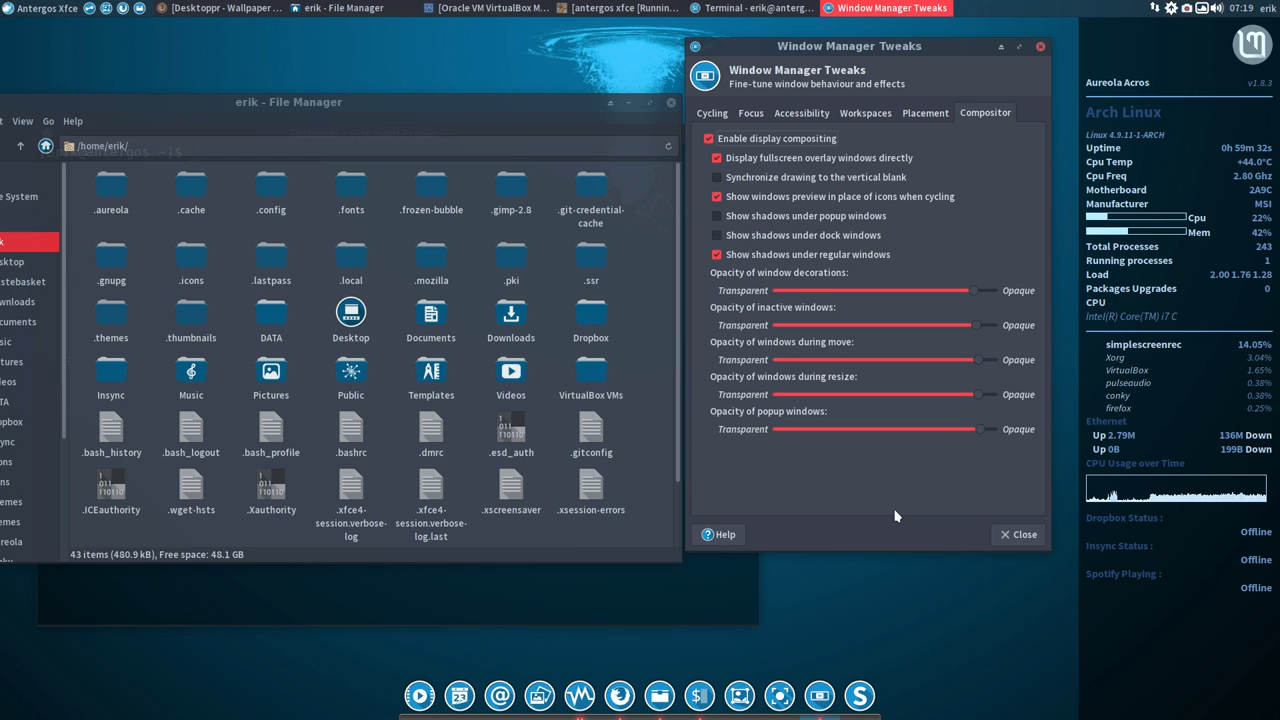 Antergos Xfce
[Desktoppr - Wallpaper ...
erik - File Manager
[Oracle VM VirtualBox M...
[antergos xfce [Runnin...
Terminal - erik@anterg...
Window Manager Tweaks
07:19
erik
erik - File Manager
View Go Help
/home/erik/
e System
k
sktop
stebasket
wnloads
cuments
sic
tures
deos
TA
opbox
ync
ons
ns
emes
emes
ureola
.aureola
.cache
.config
.fonts
.frozen-bubble
.gimp-2.8
.git-credential-
cache
.gnupg
.icons
.lastpass
.local
.mozilla
.pki
.ssr
.themes
.thumbnails
DATA
Desktop
Documents
Downloads
Dropbox
Insync
Music
Pictures
Public
Templates
Videos
VirtualBox VMs
.bash_history
.bash_logout
.bash_profile
.bashrc
.dmrc
.esd_auth
.gitconfig
.ICEauthority
.wget-hsts
.Xauthority
.xfce4-
session.verbose-
log
.xfce4-
session.verbose-
log.last
.xscreensaver
.xsession-errors
43 items (480.9 kB), Free space: 48.1 GB
Window Manager Tweaks
Window Manager Tweaks
Fine-tune window behaviour and effects
Cycling Focus Accessibility Workspaces Placement Compositor
Enable display compositing
Display fullscreen overlay windows directly
Synchronize drawing to the vertical blank
Show windows preview in place of icons when cycling
Show shadows under popup windows
Show shadows under dock windows
Show shadows under regular windows
Opacity of window decorations:
Transparent Opaque
Opacity of inactive windows:
Transparent Opaque
Opacity of windows during move:
Transparent Opaque
Opacity of windows during resize:
Transparent Opaque
Opacity of popup windows:
Transparent Opaque
Help
Close
Aureola Acros v1.8.3
Arch Linux
Linux 4.9.11-1-ARCH
Uptime 0h 59m 32s
Cpu Temp +44.0°C
Cpu Freq 2.80 Ghz
Motherboard 2A9C
Manufacturer MSI
Cpu 22%
Mem 42%
Total Processes 243
Running processes 1
Load 2.00 1.76 1.28
Packages Upgrades 0
CPU
Intel(R) Core(TM) i7 C
simplescreenrec 14.05%
Xorg 3.04%
VirtualBox 1.65%
pulseaudio 0.38%
conky 0.38%
firefox 0.25%
Ethernet
Up 2.79M 136M Down
Up 0B 199B Down
CPU Usage over Time
Dropbox Status :
Offline
Insync Status :
Offline
Spotify Playing :
Offline
23